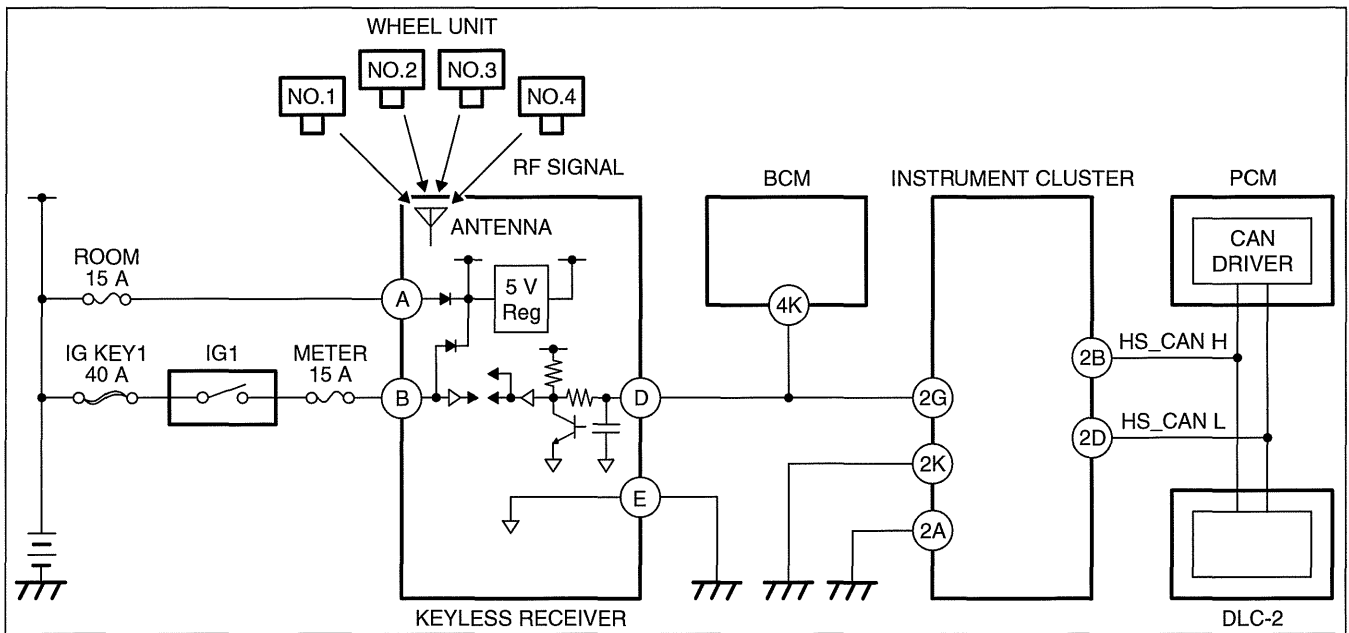 WHEEL UNIT
NO.1
NO.2
NO.3
NO.4
RF SIGNAL
ANTENNA
BCM
INSTRUMENT CLUSTER
PCM
CAN
DRIVER
ROOM
15 A
A
5 V
Reg
4K
IG KEY1
40 A
IG1
METER
15 A
B
D
2G
2B
HS_CAN H
2D
HS_CAN L
2K
E
2A
KEYLESS RECEIVER
DLC-2